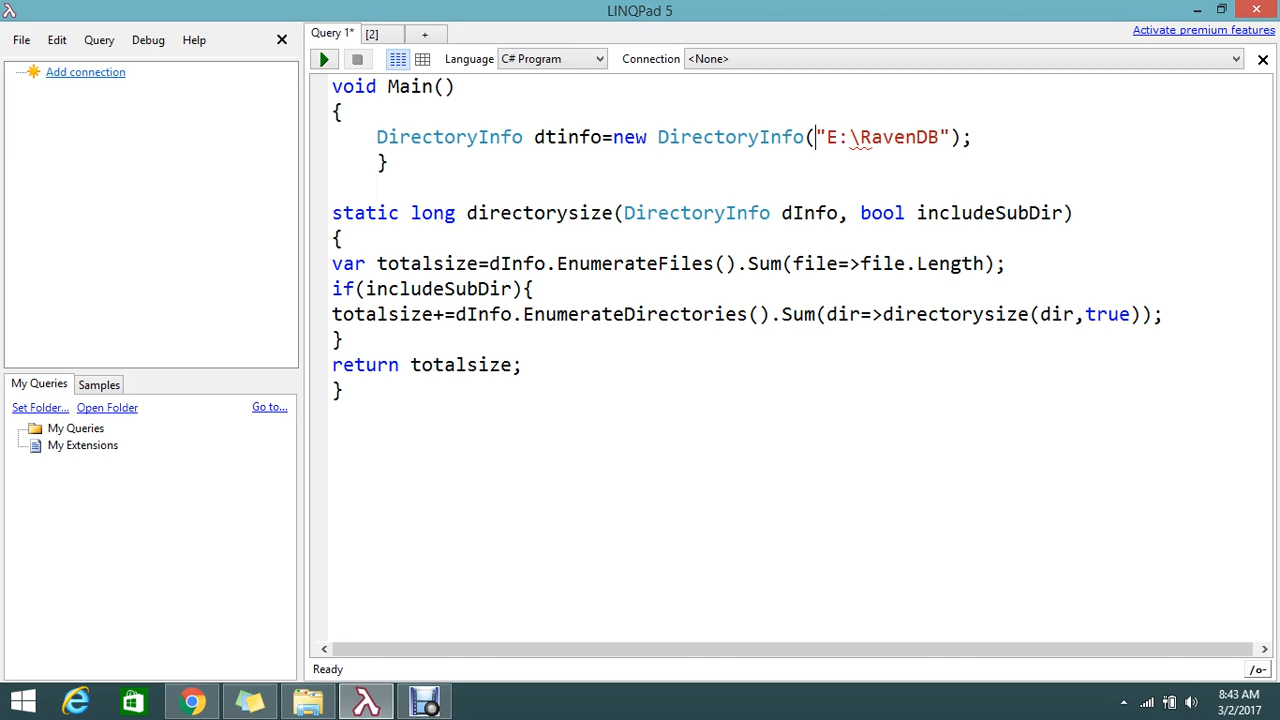 LINQPad 5
File Edit Query Debug Help
Query 1* [2] +
Activate premium features
Language C# Program Connection <None>
Add connection
void Main()
{
DirectoryInfo dtinfo=new DirectoryInfo("E:\RavenDB");
}
static long directorysize(DirectoryInfo dInfo, bool includeSubDir)
{
var totalsize=dInfo.EnumerateFiles().Sum(file=>file.Length);
if(includeSubDir){
totalsize+=dInfo.EnumerateDirectories().Sum(dir=>directorysize(dir,true));
}
return totalsize;
}
My Queries Samples
Set Folder... Open Folder Go to...
My Queries
My Extensions
Ready
/o-
8:43 AM
3/2/2017